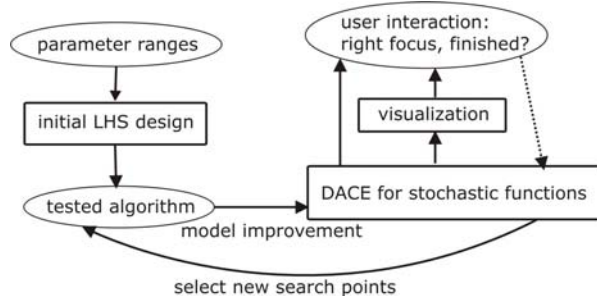 parameter ranges
initial LHS design
tested algorithm
model improvement
select new search points
user interaction:
right focus, finished?
visualization
DACE for stochastic functions